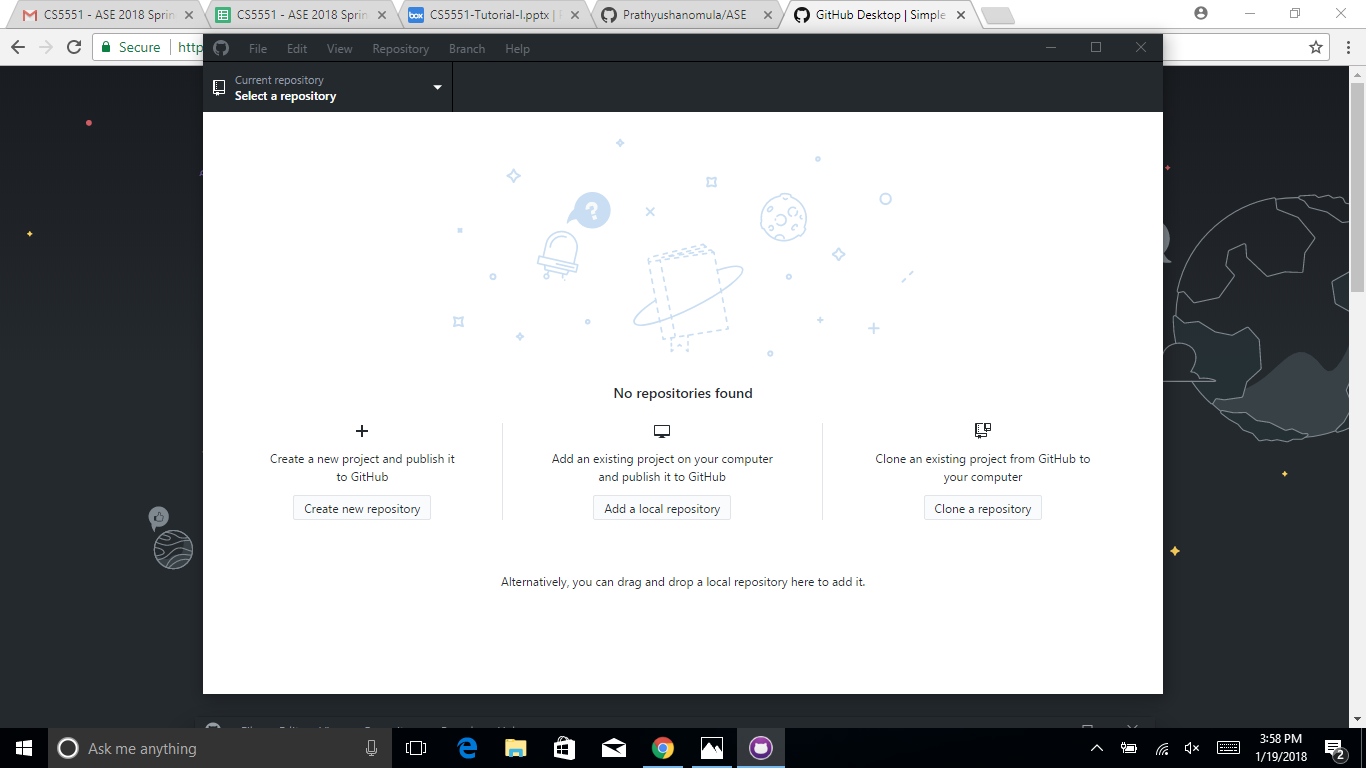 CS5551 - ASE 2018 Sprin
CS5551 - ASE 2018 Sprin
CS5551-Tutorial-I.pptx |
Prathyushanomula/ASE
GitHub Desktop | Simple
Secure
http
File
Edit
View
Repository
Branch
Help
Current repository
Select a repository
?
No repositories found
Create a new project and publish it
to GitHub
Create new repository
Add an existing project on your computer
and publish it to GitHub
Add a local repository
Clone an existing project from GitHub to
your computer
Clone a repository
Alternatively, you can drag and drop a local repository here to add it.
Ask me anything
3:58 PM
1/19/2018
2